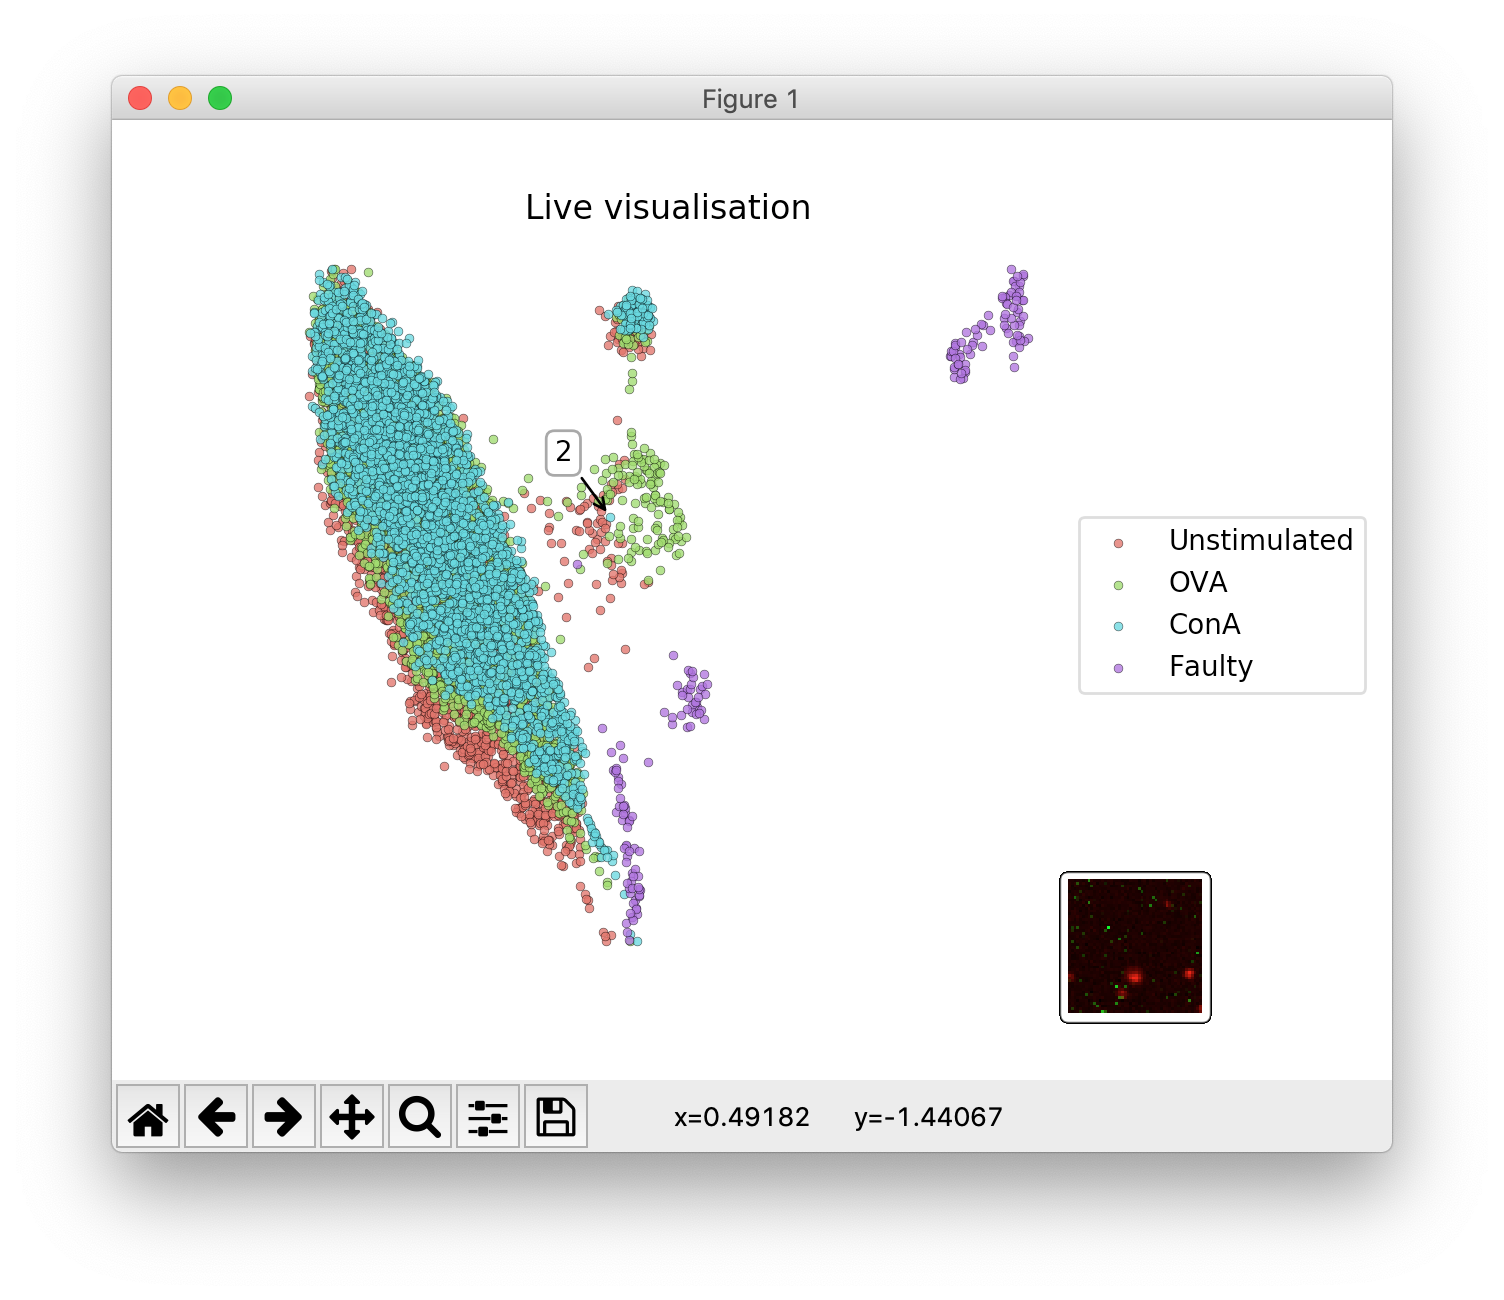 Figure 1
Live visualisation
2
Unstimulated
OVA
ConA
Faulty
x=0.49182 y=-1.44067